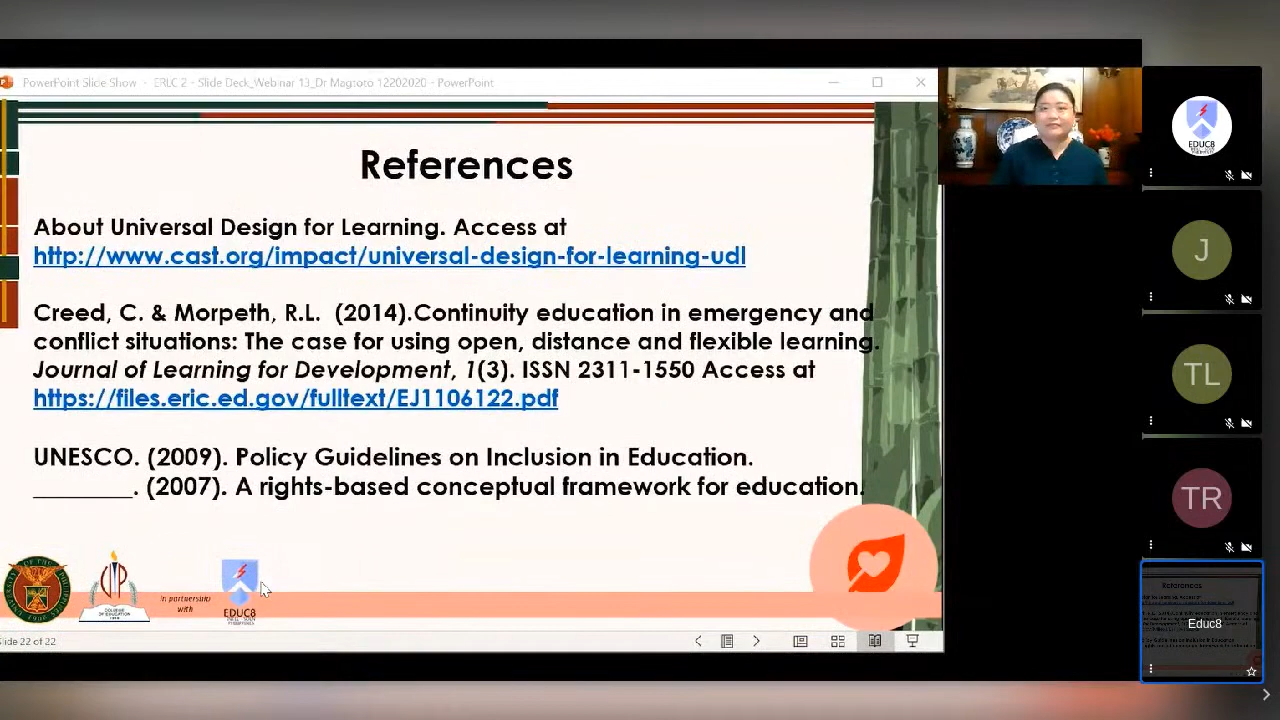 PowerPoint Slide Show - ERLC 2 - Slide Deck_Webinar 13_Dr Magtoto 12202020 - PowerPoint
References
About Universal Design for Learning. Access at
http://www.cast.org/impact/universal-design-for-learning-udl
Creed, C. & Morpeth, R.L. (2014).Continuity education in emergency and
conflict situations: The case for using open, distance and flexible learning.
Journal of Learning for Development, 1(3). ISSN 2311-1550 Access at
https://files.eric.ed.gov/fulltext/EJ1106122.pdf
UNESCO. (2009). Policy Guidelines on Inclusion in Education.
________. (2007). A rights-based conceptual framework for education.
in partnership
with
EDUC8
Slide 22 of 22
EDUC8
J
TL
TR
References
Educ8